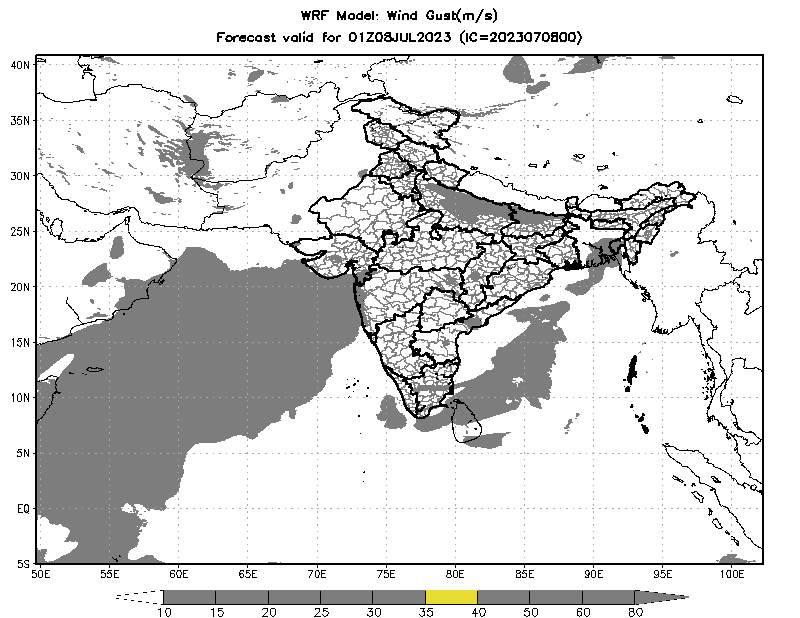 WRF Model: Wind Gust(m/s)
Forecast valid for 01Z08JUL2023 (IC=2023070800)
40N
35N
30N
25N
20N
15N
10N
5N
EQ
5S
50E 55E 60E 65E 70E 75E 80E 85E 90E 95E 100E
10 15 20 25 30 35 40 50 60 80